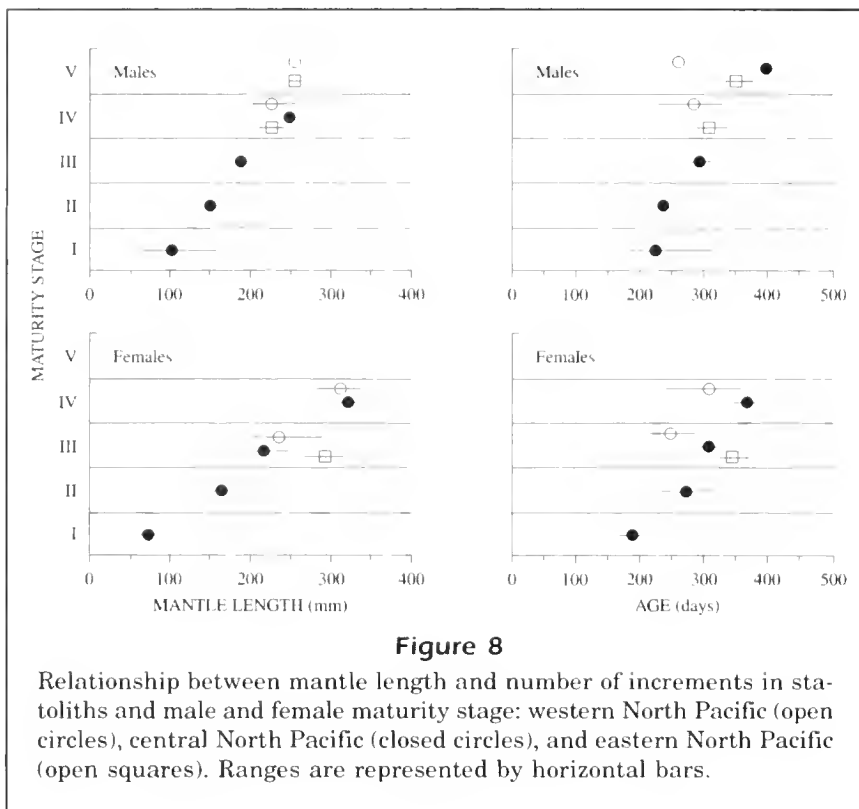 Males
Males
V
IV
III
II
I
0 100 200 300 400
0 100 200 300 400 500
MATURITY STAGE
Females
Females
V
IV
III
II
I
0 100 200 300 400
0 100 200 300 400 500
MANTLE LENGTH (mm)
AGE (days)
Figure 8
Relationship between mantle length and number of increments in sta-
toliths and male and female maturity stage: western North Pacific (open
circles), central North Pacific (closed circles), and eastern North Pacific
(open squares). Ranges are represented by horizontal bars.